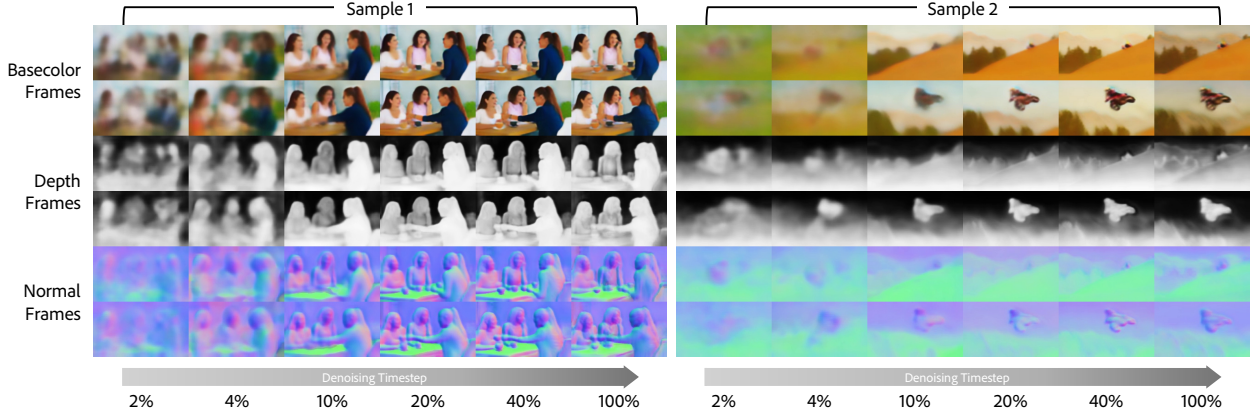 Sample 1
Sample 2
Basecolor
Frames
Depth
Frames
Normal
Frames
Denoising Timestep
Denoising Timestep
2% 4% 10% 20% 40% 100%
2% 4% 10% 20% 40% 100%